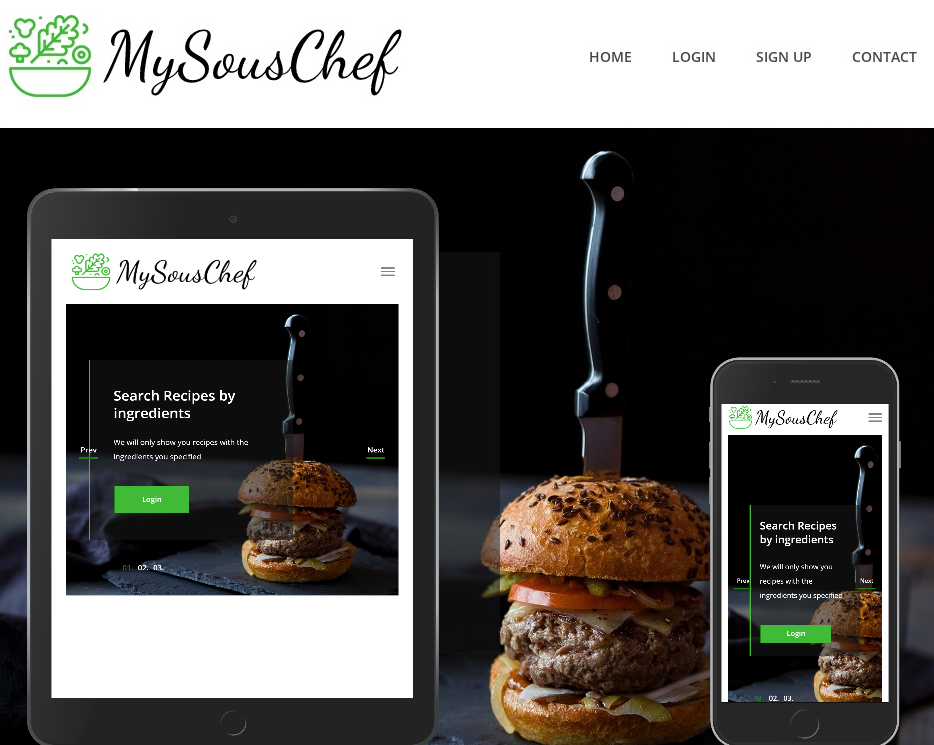 MySousChef
HOME LOGIN SIGN UP CONTACT
MySousChef
Search Recipes by
ingredients
We will only show you recipes with the
ingredients you specified
Prev
Next
Login
01. 02. 03.
MySousChef
Search Recipes
by ingredients
We will only show you
recipes with the
ingredients you specified
Prev
Next
Login
01. 02. 03.